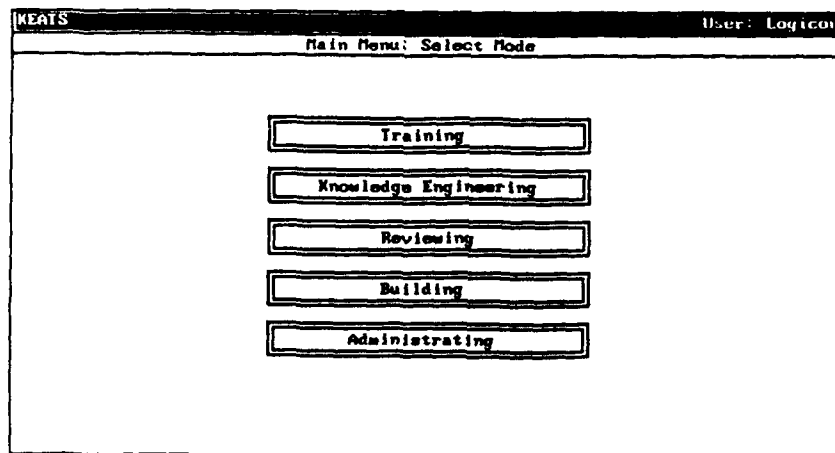 KEATS User: Logicon
Main Menu: Select Mode
Training
Knowledge Engineering
Reviewing
Building
Administrating